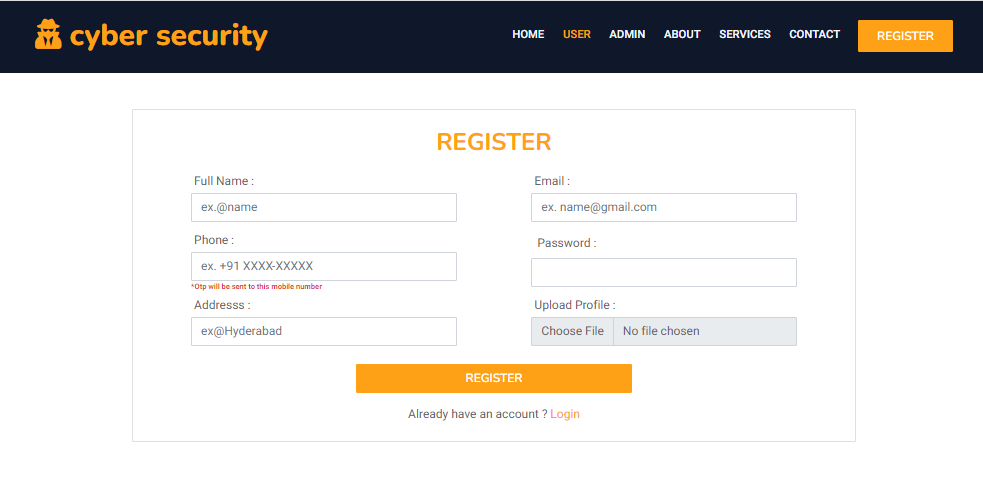 cyber security
HOME USER ADMIN ABOUT SERVICES CONTACT REGISTER
REGISTER
Full Name :
Email :
ex.@name
ex. name@gmail.com
Phone :
Password :
ex. +91 XXXX-XXXXX
*Otp will be sent to this mobile number
Addresss :
Upload Profile :
ex@Hyderabad
Choose File No file chosen
REGISTER
Already have an account ? Login